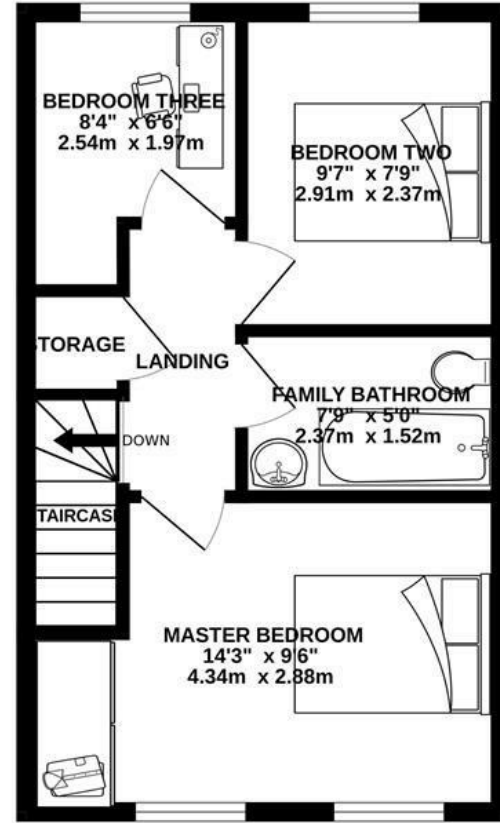 BEDROOM THREE
8'4" x 6'6"
2.54m x 1.97m
BEDROOM TWO
9'7" x 7'9"
2.91m x 2.37m
TORAGE
LANDING
FAMILY BATHROOM
7'9" x 5'0"
2.37m x 1.52m
DOWN
TAIRCAS
MASTER BEDROOM
14'3" x 9'6"
4.34m x 2.88m